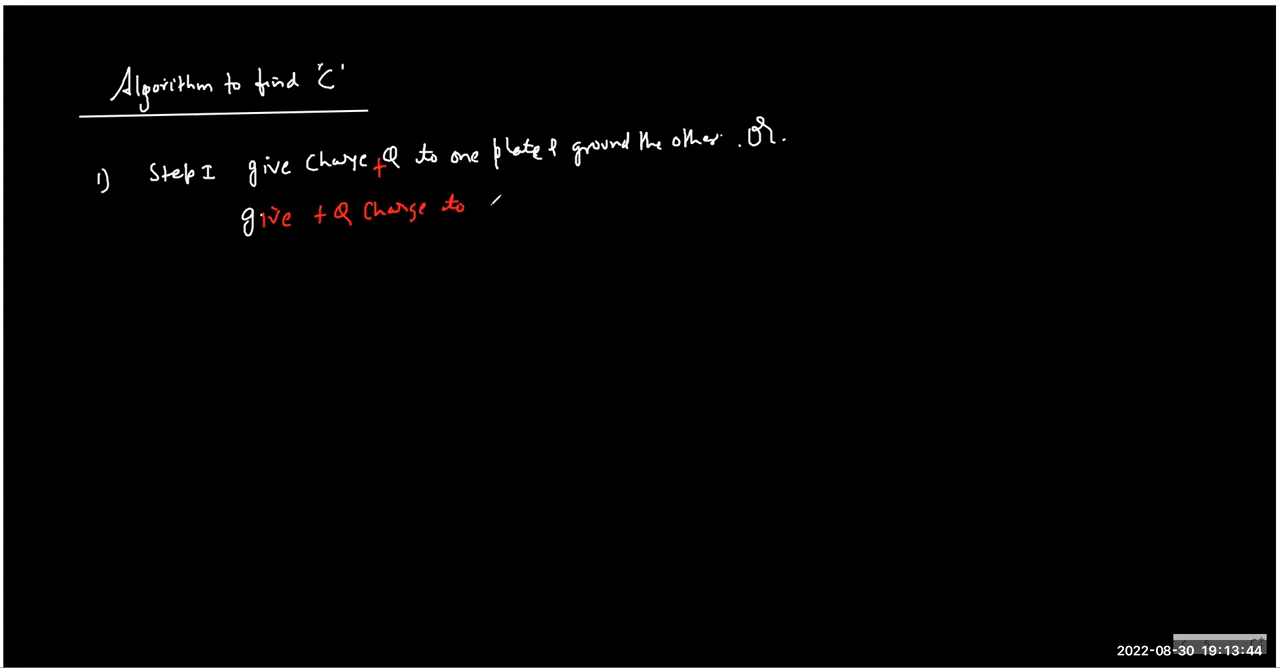 Algorithm to find "C'
1) Step I give Charge +Q to one plate & ground the other. Or.
give +Q Charge to
2022-08-30 19:13:44